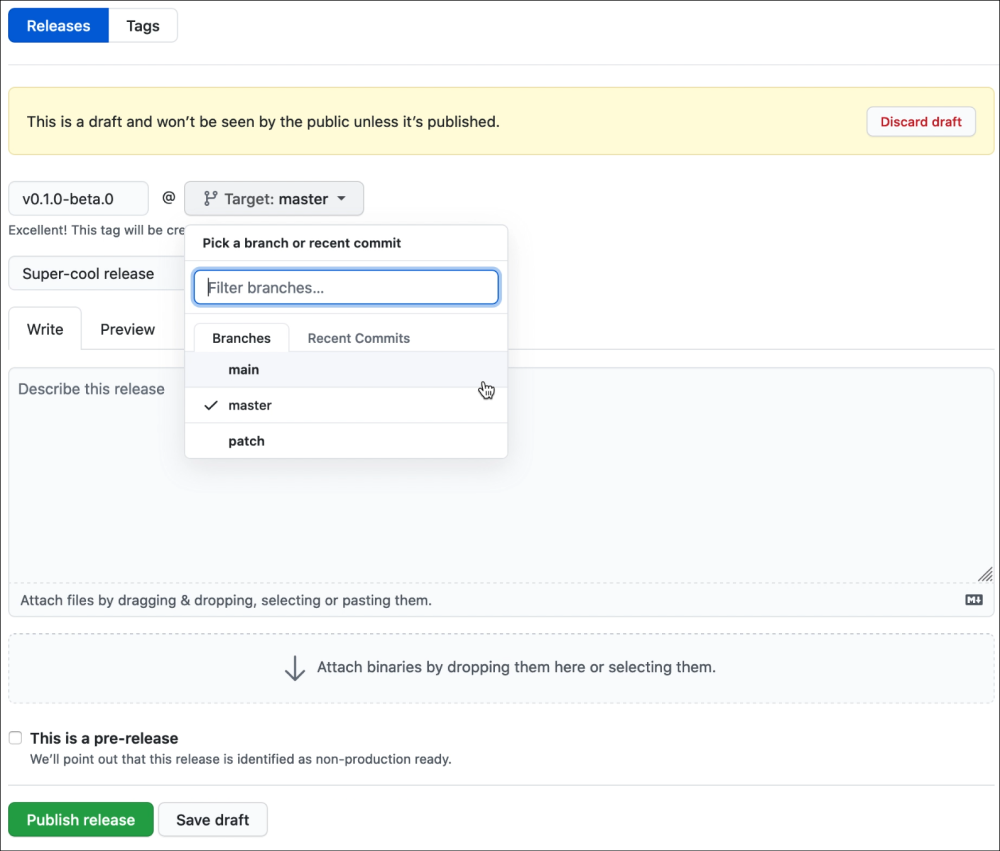 Releases Tags
This is a draft and won’t be seen by the public unless it’s published.
Discard draft
v0.1.0-beta.0 @ Target: master
Excellent! This tag will be cre
Pick a branch or recent commit
Super-cool release
Filter branches...
Write Preview
Branches Recent Commits
main
Describe this release
master
patch
Attach files by dragging & dropping, selecting or pasting them.
Attach binaries by dropping them here or selecting them.
This is a pre-release
We’ll point out that this release is identified as non-production ready.
Publish release Save draft